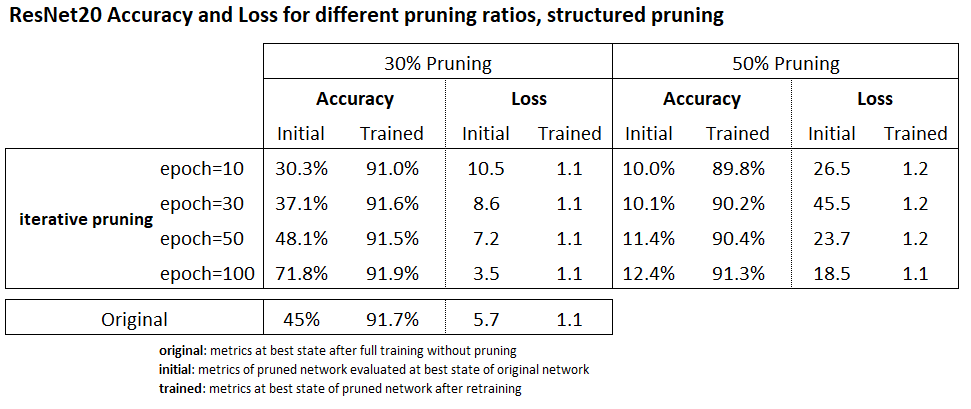 ResNet20 Accuracy and Loss for different pruning ratios, structured pruning
30% Pruning 50% Pruning
Accuracy Loss Accuracy Loss
Initial Trained Initial Trained Initial Trained Initial Trained
epoch=10 30.3% 91.0% 10.5 1.1 10.0% 89.8% 26.5 1.2
epoch=30 37.1% 91.6% 8.6 1.1 10.1% 90.2% 45.5 1.2
iterative pruning
epoch=50 48.1% 91.5% 7.2 1.1 11.4% 90.4% 23.7 1.2
epoch=100 71.8% 91.9% 3.5 1.1 12.4% 91.3% 18.5 1.1
Original 45% 91.7% 5.7 1.1
original: metrics at best state after full training without pruning
initial: metrics of pruned network evaluated at best state of original network
trained: metrics at best state of pruned network after retraining